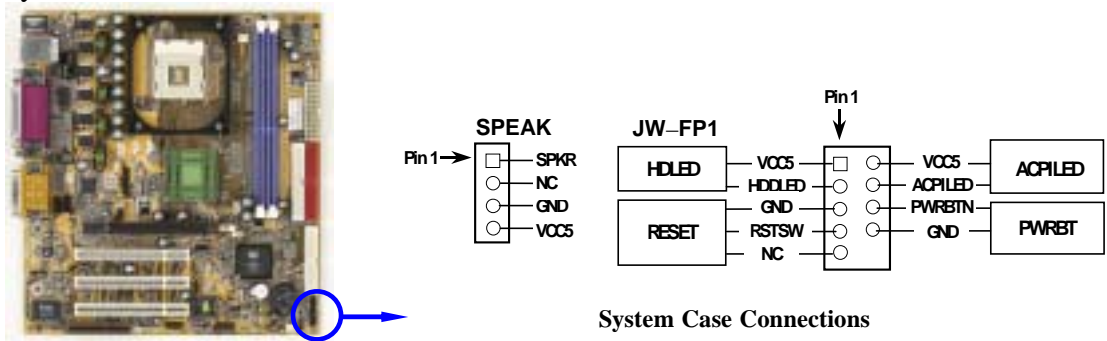 Pin 1
SPEAK
JW–FP1
Pin 1
SPKR
NC
GND
VCC5
HDLED
VCC5
VCC5
ACPILED
HDDLED
ACPILED
RESET
GND
PWRBTN
PWRBT
RSTSW
GND
NC
System Case Connections